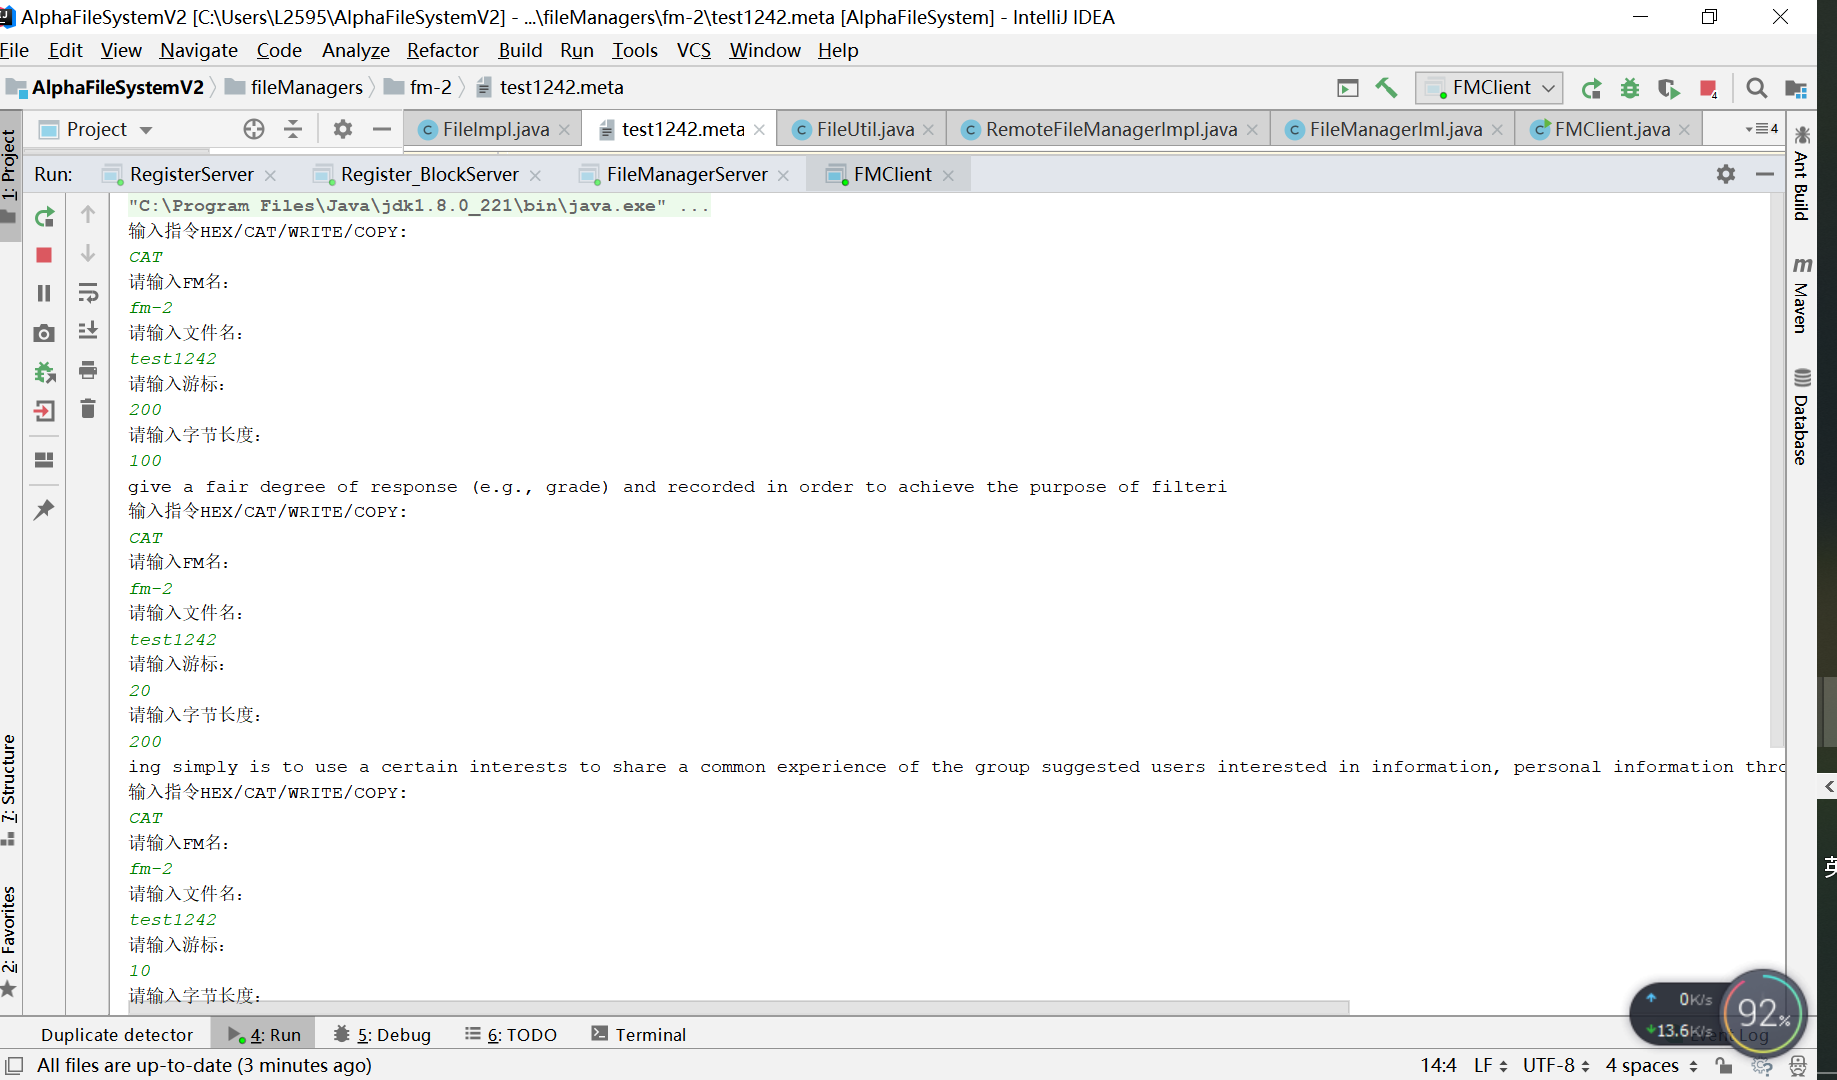 AlphaFileSystemV2 [C:\Users\L2595\AlphaFileSystemV2] - ...\fileManagers\fm-2\test1242.meta [AlphaFileSystem] - IntelliJ IDEA
File Edit View Navigate Code Analyze Refactor Build Run Tools VCS Window Help
AlphaFileSystemV2 fileManagers fm-2 test1242.meta FMClient 4
Project FileImpl.java test1242.meta FileUtil.java RemoteFileManagerImpl.java FileManagerIml.java FMClient.java 4
Run: RegisterServer Register_BlockServer FileManagerServer FMClient
"C:\Program Files\Java\jdk1.8.0_221\bin\java.exe" ...
输入指令HEX/CAT/WRITE/COPY:
CAT
请输入FM名:
fm-2
请输入文件名:
test1242
请输入游标:
200
请输入字节长度:
100
give a fair degree of response (e.g., grade) and recorded in order to achieve the purpose of filteri
输入指令HEX/CAT/WRITE/COPY:
CAT
请输入FM名:
fm-2
请输入文件名:
test1242
请输入游标:
20
请输入字节长度:
200
ing simply is to use a certain interests to share a common experience of the group suggested users interested in information, personal information thro
输入指令HEX/CAT/WRITE/COPY:
CAT
请输入FM名:
fm-2
请输入文件名:
test1242
请输入游标:
10
请输入字节长度:
1: Project
7: Structure
2: Favorites
Ant Build
Maven
Database
英
0K/s
13.6K/s
92%
Duplicate detector 4: Run 5: Debug 6: TODO Terminal Event Log
All files are up-to-date (3 minutes ago) 14:4 LF UTF-8 4 spaces